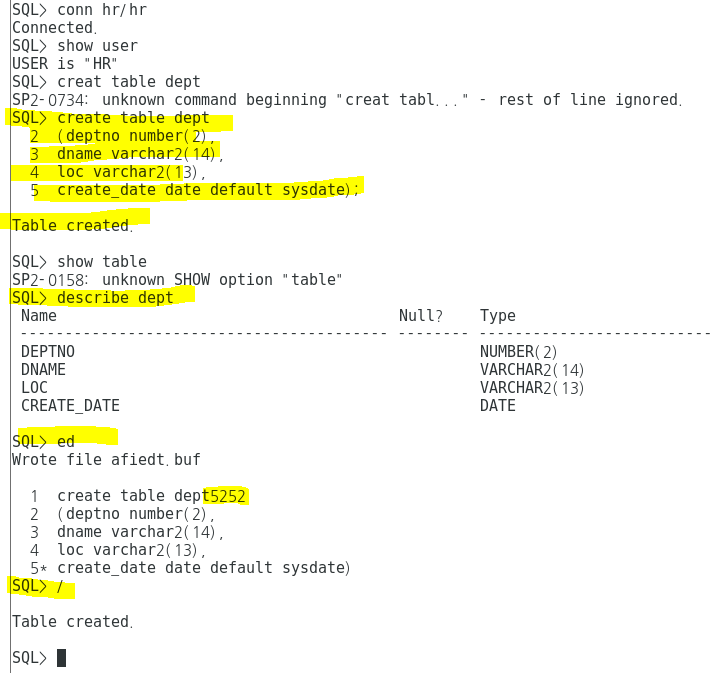 SQL> conn hr/hr
Connected.
SQL> show user
USER is "HR"
SQL> creat table dept
SP2-0734: unknown command beginning "creat tabl..." - rest of line ignored.
SQL> create table dept
  2  (deptno number(2),
  3  dname varchar2(14),
  4  loc varchar2(13),
  5  create_date date default sysdate);
Table created.
SQL> show table
SP2-0158: unknown SHOW option "table"
SQL> describe dept
 Name                                      Null?    Type
 ----------------------------------------- -------- --------------------------
 DEPTNO                                             NUMBER(2)
 DNAME                                              VARCHAR2(14)
 LOC                                                VARCHAR2(13)
 CREATE_DATE                                        DATE
SQL> ed
Wrote file afiedt.buf
  1  create table dept5252
  2  (deptno number(2),
  3  dname varchar2(14),
  4  loc varchar2(13),
  5* create_date date default sysdate)
SQL> /
Table created.
SQL>